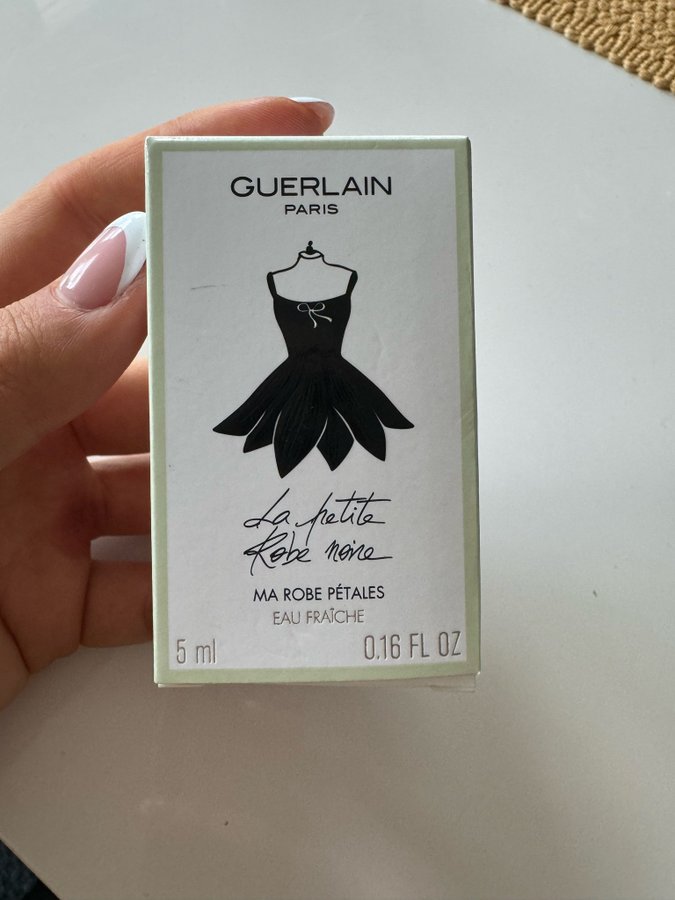 GUERLAIN
PARIS
La petite
Robe noire
MA ROBE PÉTALES
EAU FRAÎCHE
5 ml 0.16 FL OZ